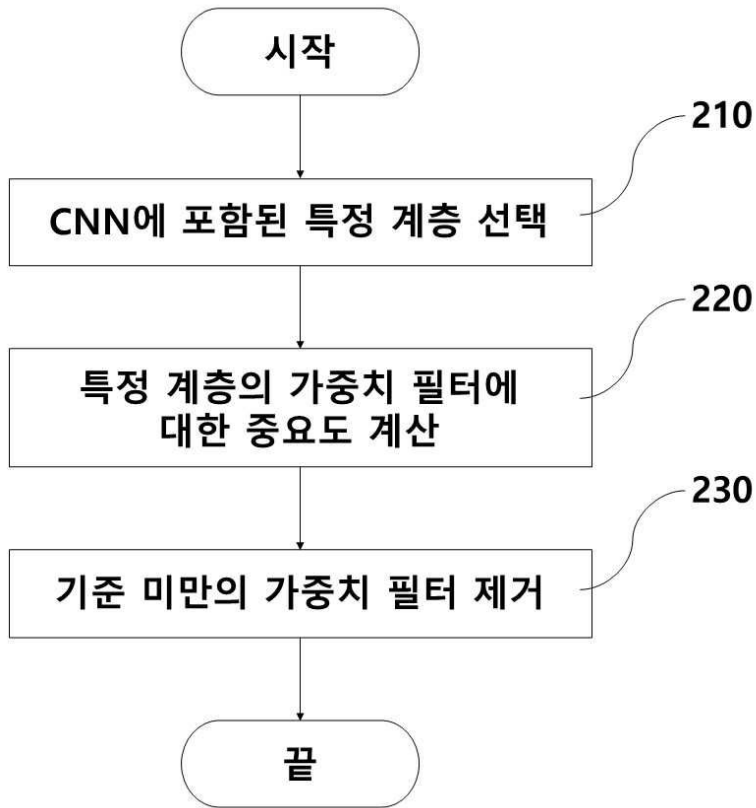 시작
210
CNN에 포함된 특정 계층 선택
220
특정 계층의 가중치 필터에
대한 중요도 계산
230
기준 미만의 가중치 필터 제거
끝